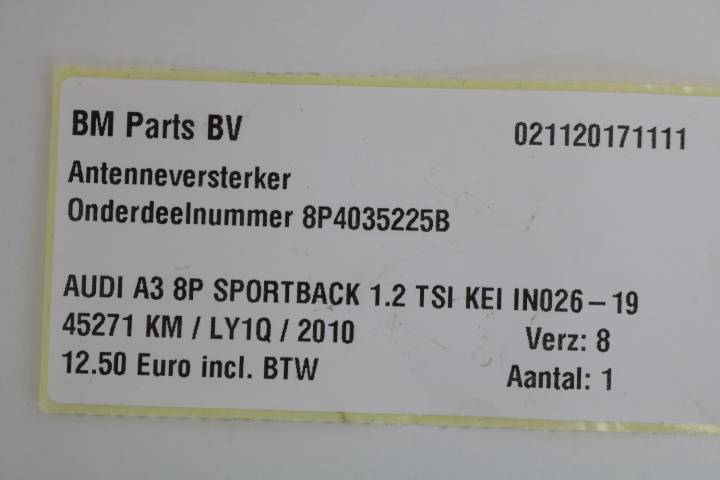 BM Parts BV 021120171111
Antenneversterker
Onderdeelnummer 8P4035225B
AUDI A3 8P SPORTBACK 1.2 TSI KEI IN026-19
45271 KM / LY1Q / 2010 Verz: 8
12.50 Euro incl. BTW Aantal: 1